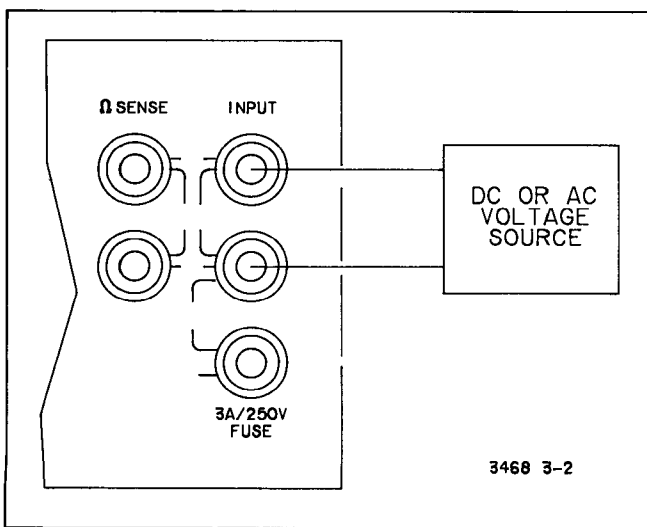 Ω SENSE
INPUT
DC OR AC
VOLTAGE
SOURCE
3A/250V
FUSE
3468 3-2